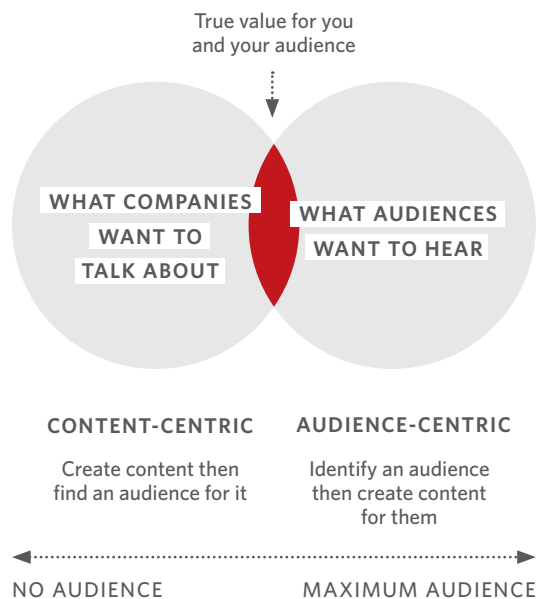 True value for you
and your audience
WHAT COMPANIES
WANT TO
TALK ABOUT
WHAT AUDIENCES
WANT TO HEAR
CONTENT-CENTRIC
Create content then
find an audience for it
AUDIENCE-CENTRIC
Identify an audience
then create content
for them
NO AUDIENCE
MAXIMUM AUDIENCE